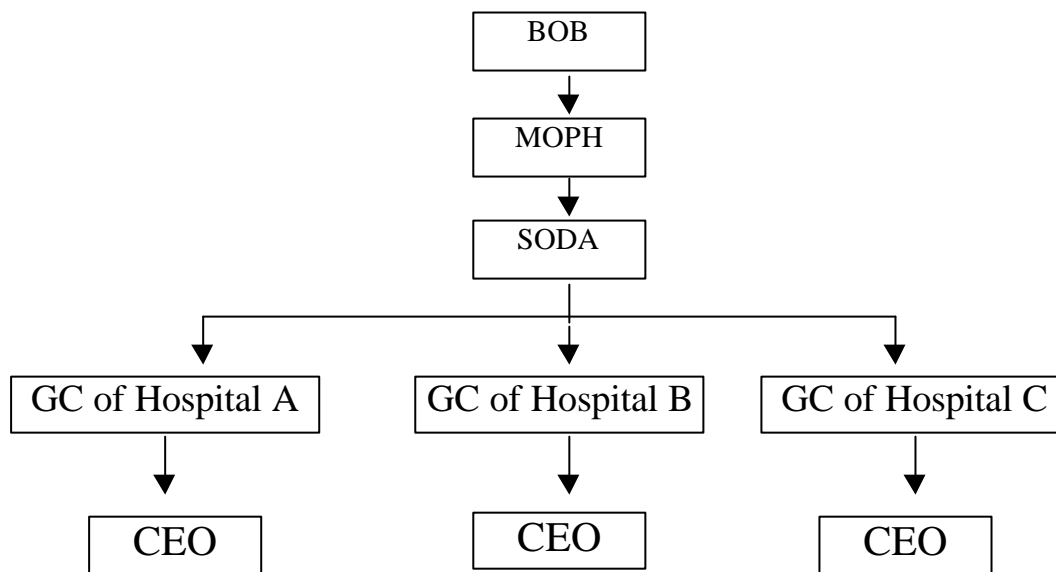 BOB
MOPH
SODA
GC of Hospital A
GC of Hospital B
GC of Hospital C
CEO
CEO
CEO